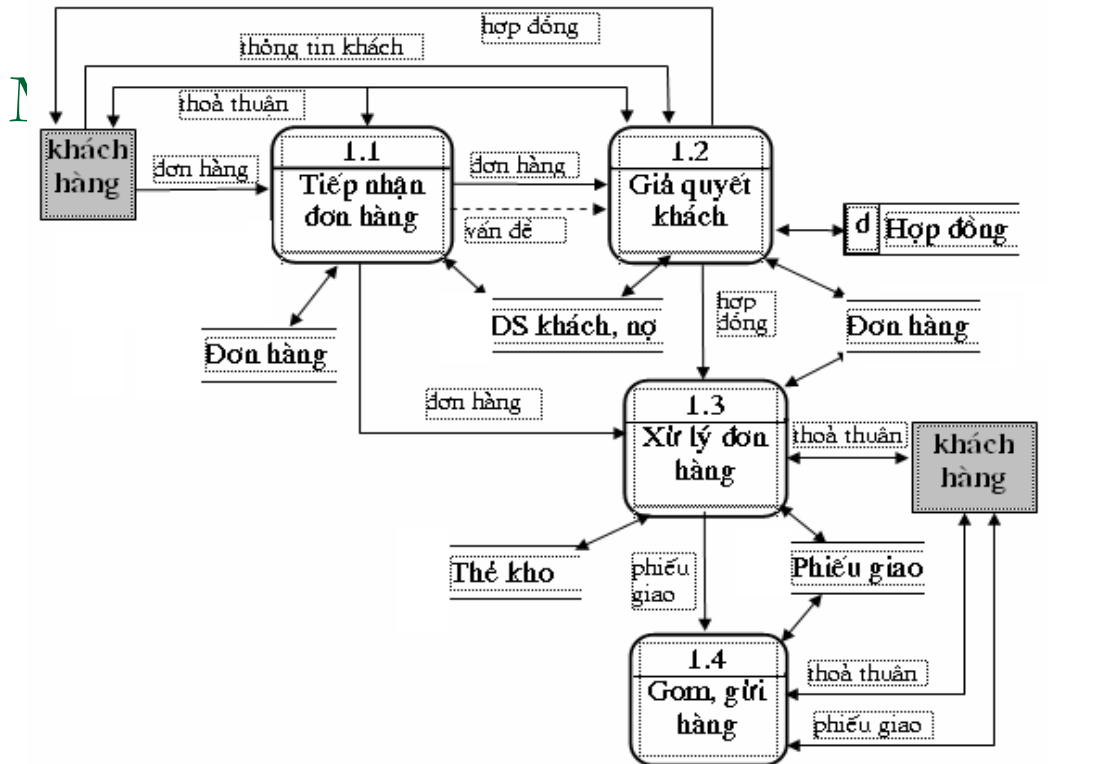 hợp đồng
thông tin khách
thoả thuận
khách
hàng
đơn hàng
1.1
Tiếp nhận
đơn hàng
đơn hàng
vấn đề
1.2
Giả quyết
khách
d Hợp đồng
Đơn hàng
DS khách, nợ
hợp
đồng
Đơn hàng
đơn hàng
1.3
Xử lý đơn
hàng
thoả thuân
khách
hàng
Thẻ kho
phiếu
giao
Phiếu giao
1.4
Gom, gửi
hàng
thoả thuân
phiếu giao